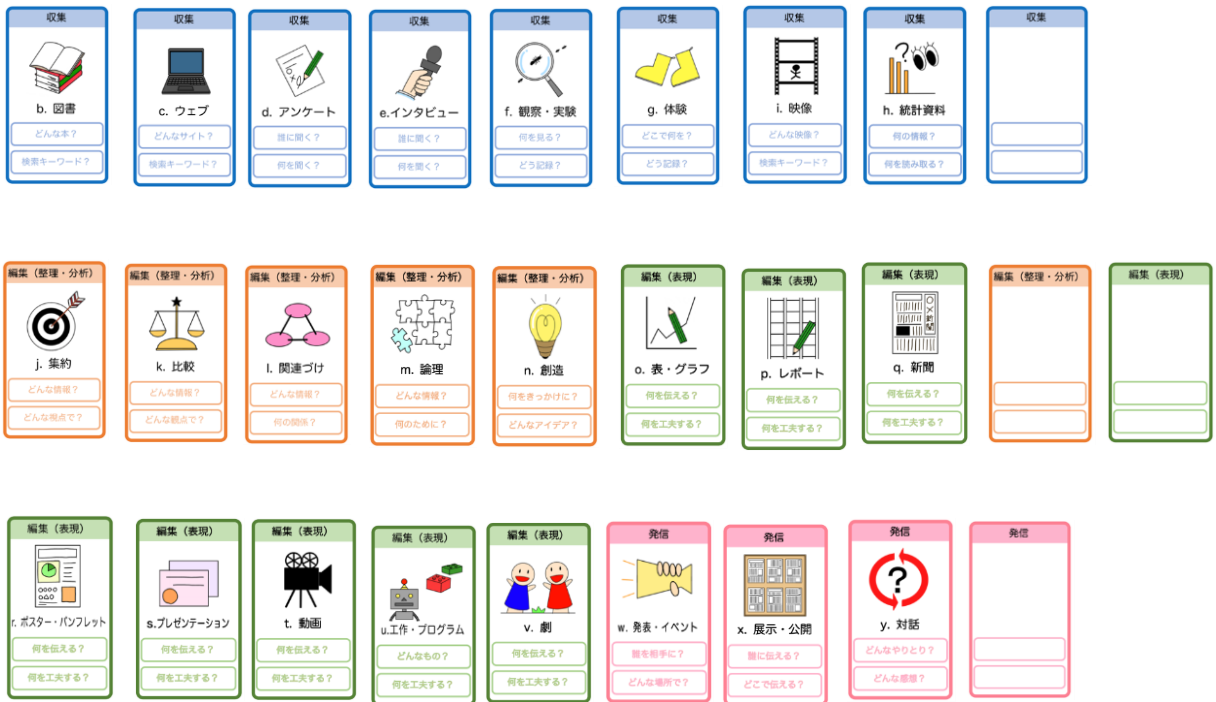 収集
b. 図書
どんな本？
検索キーワード？
収集
c. ウェブ
どんなサイト？
検索キーワード？
収集
d. アンケート
誰に聞く？
何を聞く？
収集
e.インタビュー
誰に聞く？
何を聞く？
収集
f. 観察・実験
何を見る？
どう記録？
収集
g. 体験
どこで何を？
どう記録？
収集
i. 映像
どんな映像？
検索キーワード？
収集
h. 統計資料
何の情報？
何を読み取る？
収集
編集（整理・分析）
j. 集約
どんな情報？
どんな視点で？
編集（整理・分析）
k. 比較
どんな情報？
どんな観点で？
編集（整理・分析）
l. 関連づけ
どんな情報？
何の関係？
編集（整理・分析）
m. 論理
どんな情報？
何のために？
編集（整理・分析）
n. 創造
何をきっかけに？
どんなアイデア？
編集（表現）
o. 表・グラフ
何を伝える？
何を工夫する？
編集（表現）
p. レポート
何を伝える？
何を工夫する？
編集（表現）
〇×新聞
q. 新聞
何を伝える？
何を工夫する？
編集（整理・分析）
編集（表現）
編集（表現）
r. ポスター・パンフレット
何を伝える？
何を工夫する？
編集（表現）
s.プレゼンテーション
何を伝える？
何を工夫する？
編集（表現）
t. 動画
何を伝える？
何を工夫する？
編集（表現）
u.工作・プログラム
どんなもの？
何を工夫する？
編集（表現）
v. 劇
何を伝える？
何を工夫する？
発信
w. 発表・イベント
誰を相手に？
どんな場所で？
発信
x. 展示・公開
誰に伝える？
どこで伝える？
発信
?
y. 対話
どんなやりとり？
どんな感想？
発信